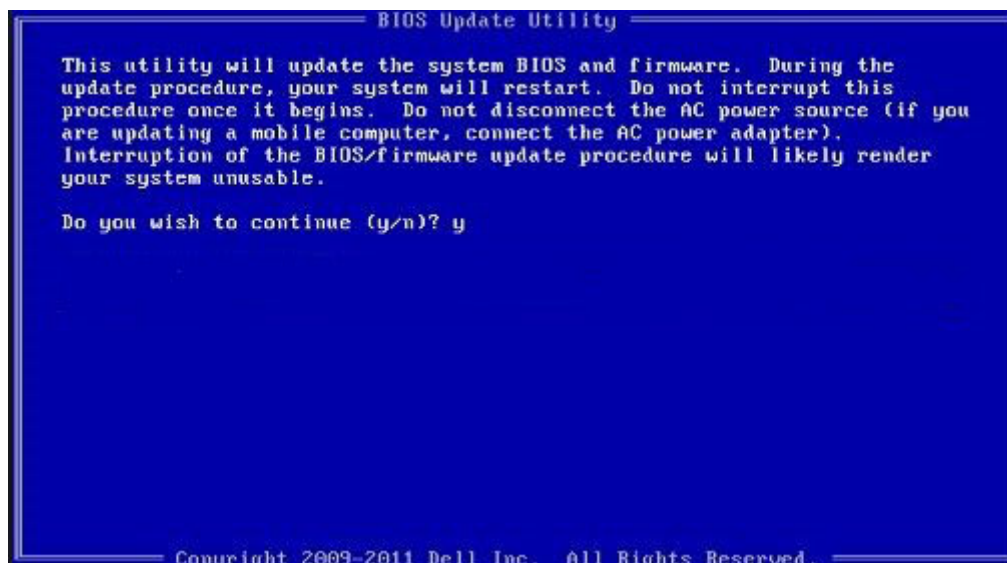 BIOS Update Utility
This utility will update the system BIOS and firmware. During the
update procedure, your system will restart. Do not interrupt this
procedure once it begins. Do not disconnect the AC power source (if you
are updating a mobile computer, connect the AC power adapter).
Interruption of the BIOS/firmware update procedure will likely render
your system unusable.
Do you wish to continue (y/n)? y
Copyright 2009-2011 Dell Inc. All Rights Reserved.